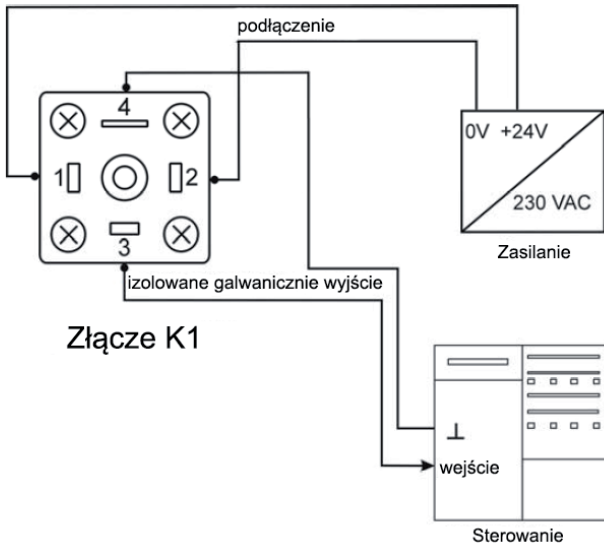 podłączenie
4
0V +24V
1
2
230 VAC
3
Zasilanie
izolowane galwanicznie wyjście
Złącze K1
⊥
wejście
Sterowanie